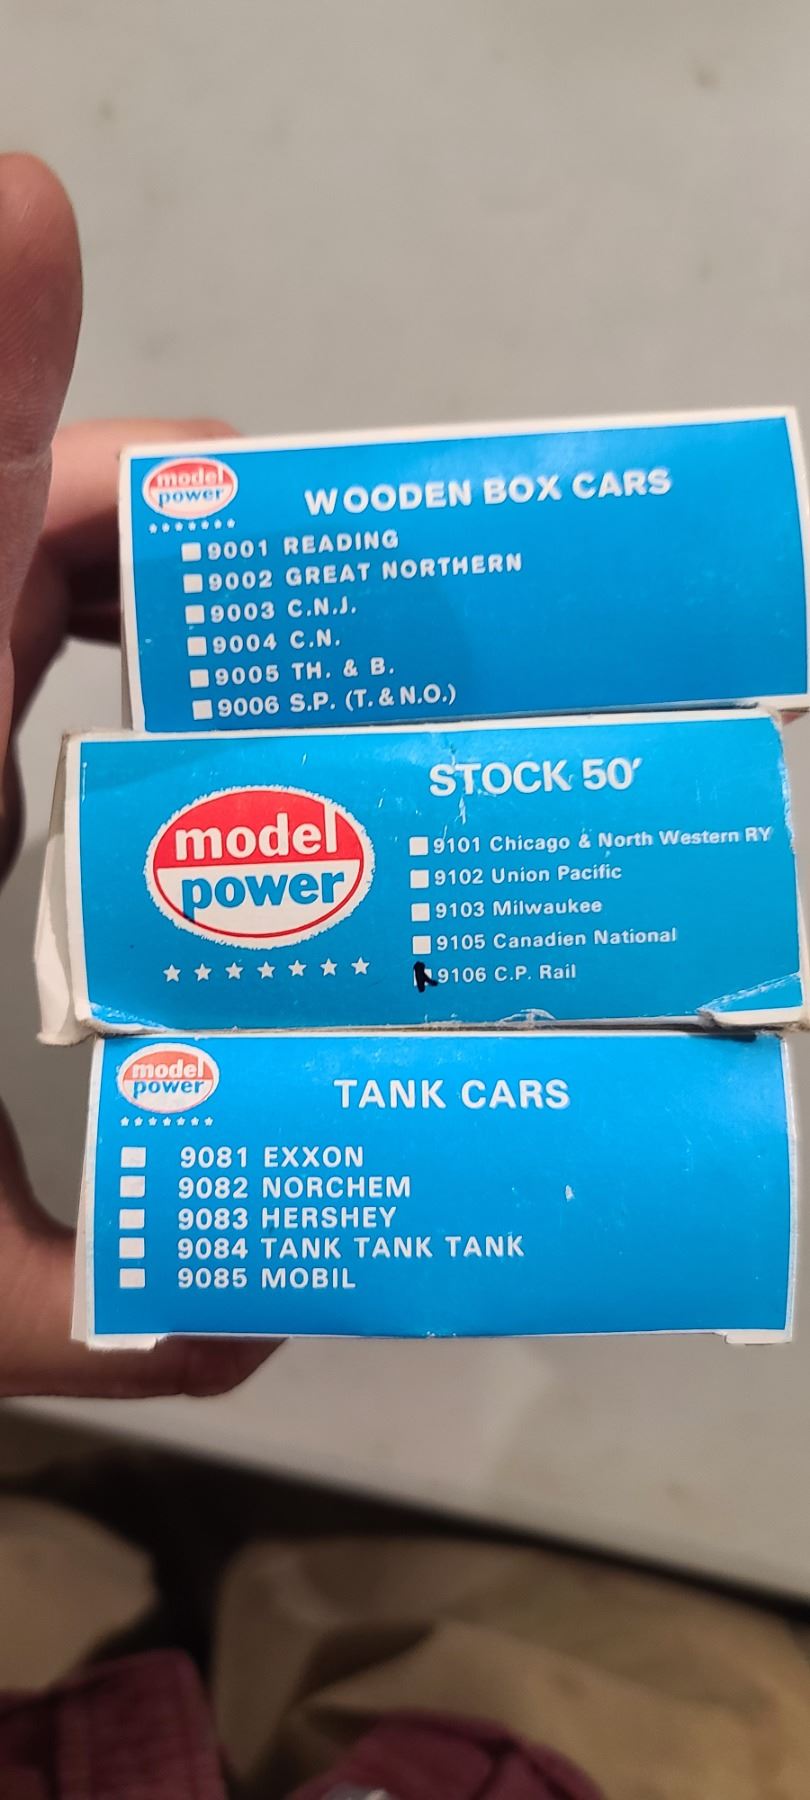 model
power
WOODEN BOX CARS
9001 READING
9002 GREAT NORTHERN
9003 C.N.J.
9004 C.N.
9005 TH. & B.
9006 S.P. (T. & N.O.)
model
power
STOCK 50'
9101 Chicago & North Western RY
9102 Union Pacific
9103 Milwaukee
9105 Canadien National
9106 C.P. Rail
model
power
TANK CARS
9081 EXXON
9082 NORCHEM
9083 HERSHEY
9084 TANK TANK TANK
9085 MOBIL